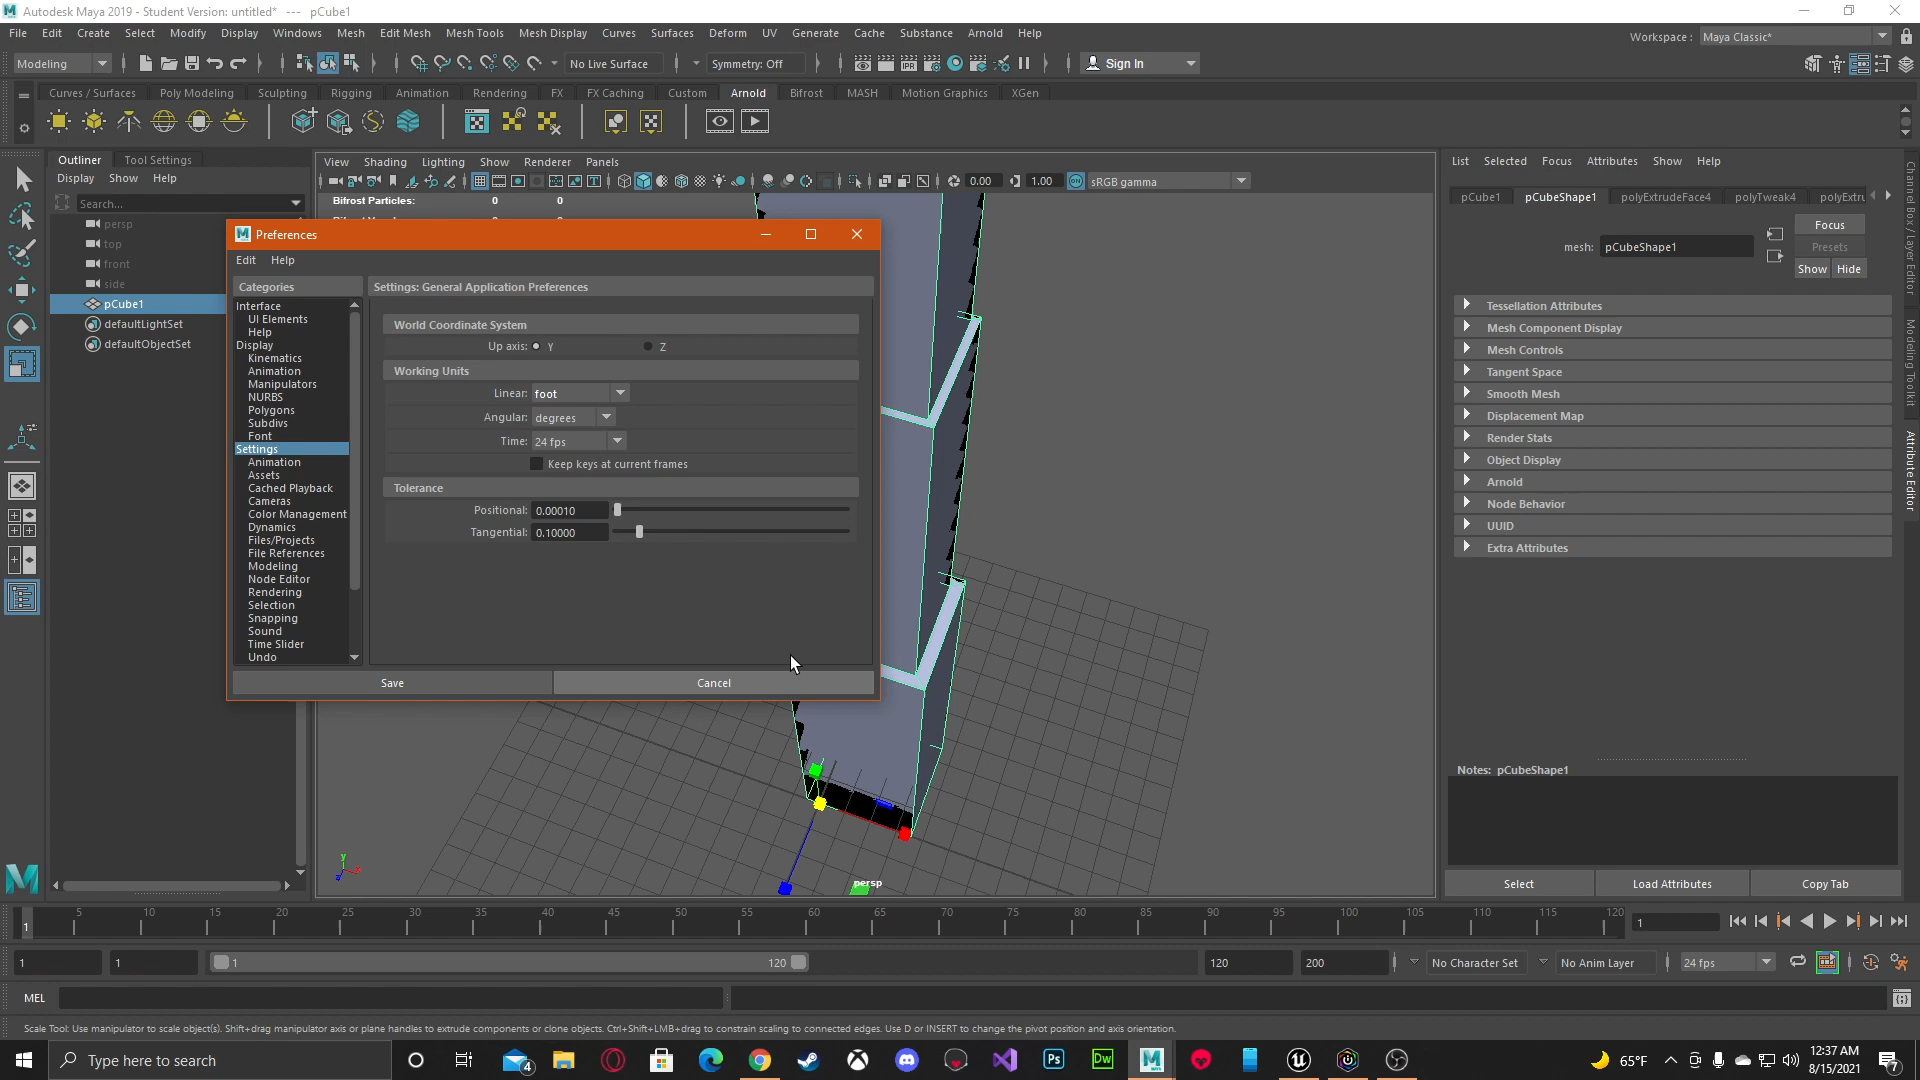 Autodesk Maya 2019 - Student Version: untitled*   ---   pCube1
File Edit Create Select Modify Display Windows Mesh Edit Mesh Mesh Tools Mesh Display Curves Surfaces Deform UV Generate Cache Substance Arnold Help
Workspace : Maya Classic*
Modeling No Live Surface Symmetry: Off IPR Sign In
Curves / Surfaces Poly Modeling Sculpting Rigging Animation Rendering FX FX Caching Custom Arnold Bifrost MASH Motion Graphics XGen
Outliner Tool Settings
Display Show Help
Search...
persp
top
front
side
pCube1
defaultLightSet
defaultObjectSet
View Shading Lighting Show Renderer Panels
0.00 1.00 sRGB gamma
Bifrost Particles: 0 0
Preferences
Edit Help
Categories
Interface
UI Elements
Help
Display
Kinematics
Animation
Manipulators
NURBS
Polygons
Subdivs
Font
Settings
Animation
Assets
Cached Playback
Cameras
Color Management
Dynamics
Files/Projects
File References
Modeling
Node Editor
Rendering
Selection
Snapping
Sound
Time Slider
Undo
Settings: General Application Preferences
World Coordinate System
Up axis: Y Z
Working Units
Linear: foot
Angular: degrees
Time: 24 fps
Keep keys at current frames
Tolerance
Positional: 0.00010
Tangential: 0.10000
Save Cancel
y
x
z
persp
List Selected Focus Attributes Show Help
pCube1 pCubeShape1 polyExtrudeFace4 polyTweak4 polyExtru
mesh: pCubeShape1
Focus
Presets
Show Hide
Tessellation Attributes
Mesh Component Display
Mesh Controls
Tangent Space
Smooth Mesh
Displacement Map
Render Stats
Object Display
Arnold
Node Behavior
UUID
Extra Attributes
Notes: pCubeShape1
Select Load Attributes Copy Tab
Channel Box / Layer Editor
Modeling Toolkit
Attribute Editor
1 5 10 15 20 25 30 35 40 45 50 55 60 65 70 75 80 85 90 95 100 105 110 115 120 1
1 1 1 120 120 200 No Character Set No Anim Layer 24 fps
MEL
Scale Tool: Use manipulator to scale object(s). Shift+drag manipulator axis or plane handles to extrude components or clone objects. Ctrl+Shift+LMB+drag to constrain scaling to connected edges. Use D or INSERT to change the pivot position and axis orientation.
Type here to search
4
Ps
Dw
65°F
12:37 AM
8/15/2021
7